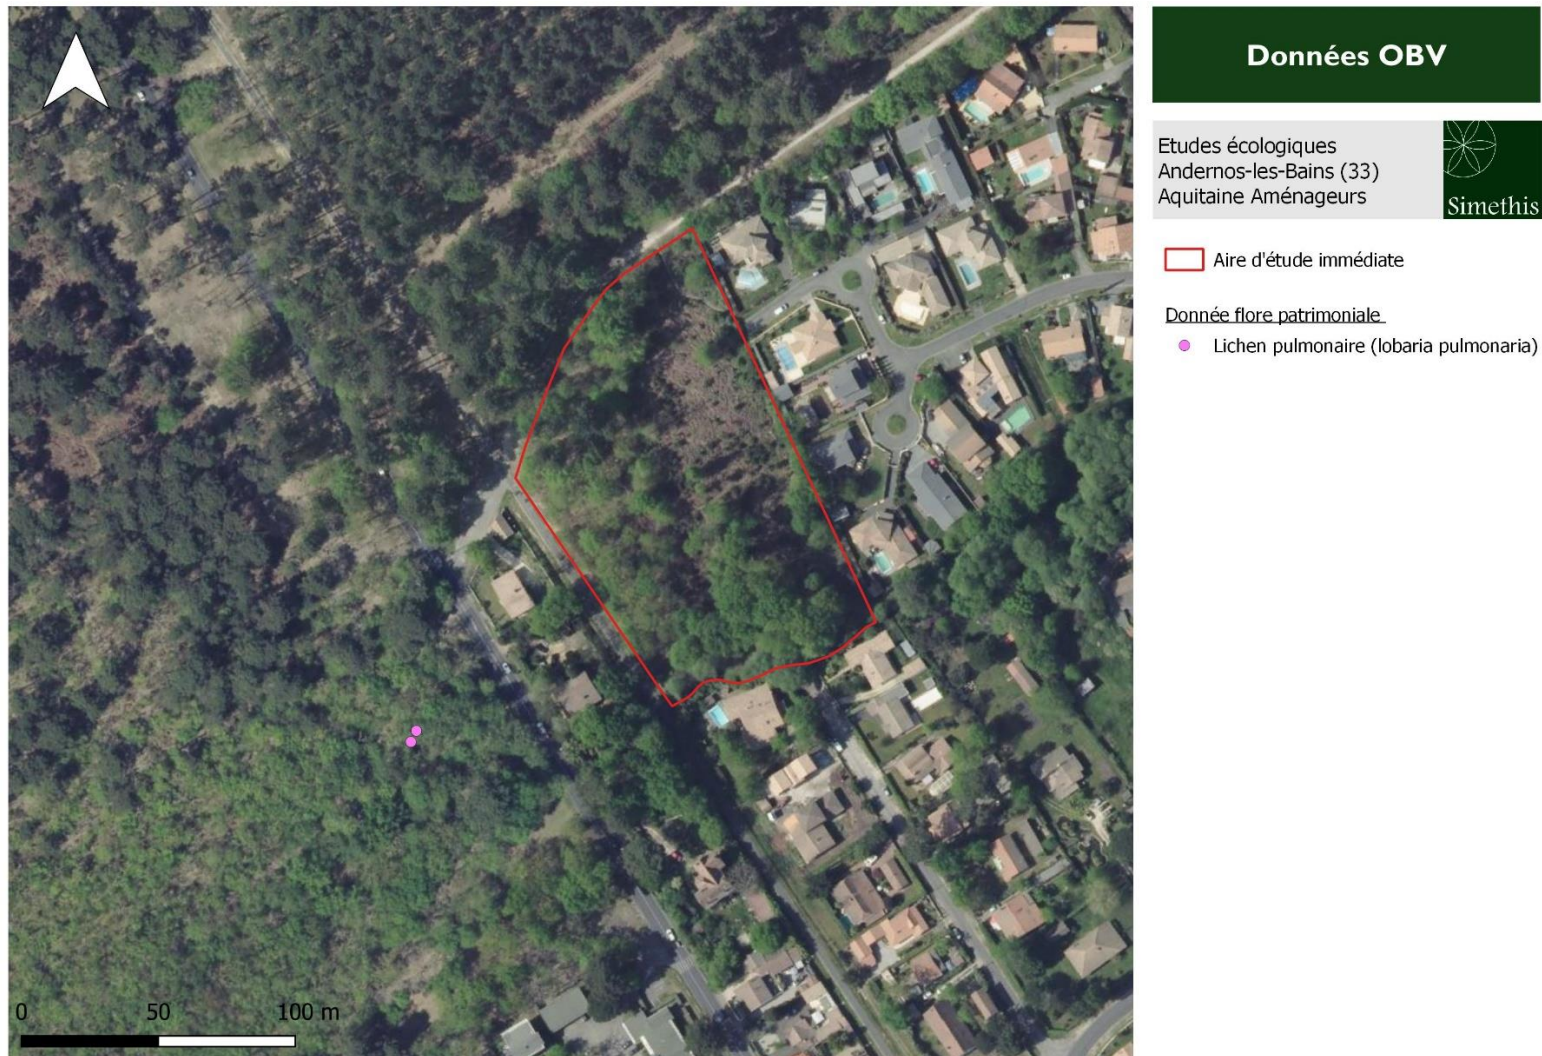 Données OBV
Etudes écologiques
Andernos-les-Bains (33)
Aquitaine Aménageurs
Simethis
Aire d'étude immédiate
Donnée flore patrimoniale
Lichen pulmonaire (lobaria pulmonaria)
0 50 100 m